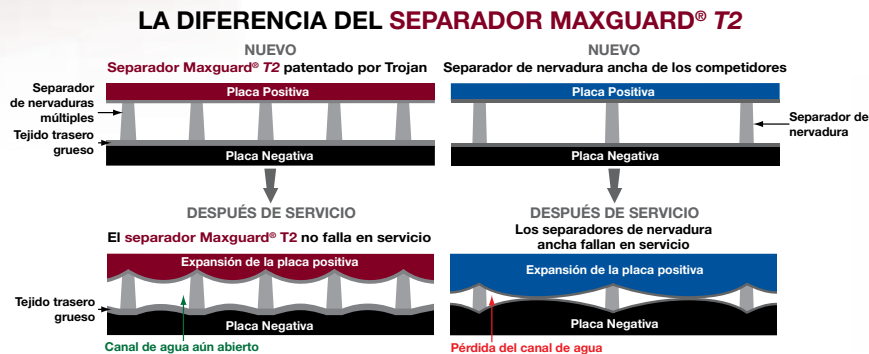 LA DIFERENCIA DEL SEPARADOR MAXGUARD® T2
NUEVO
Separador Maxguard® T2 patentado por Trojan
Separador
de nervaduras
múltiples
Tejido trasero
grueso
Placa Positiva
Placa Negativa
NUEVO
Separador de nervadura ancha de los competidores
Placa Positiva
Placa Negativa
Separador de
nervadura
DESPUÉS DE SERVICIO
El separador Maxguard® T2 no falla en servicio
Expansión de la placa positiva
Tejido trasero
grueso
Placa Negativa
Canal de agua aún abierto
DESPUÉS DE SERVICIO
Los separadores de nervadura
ancha fallan en servicio
Expansión de la placa positiva
Placa Negativa
Pérdida del canal de agua